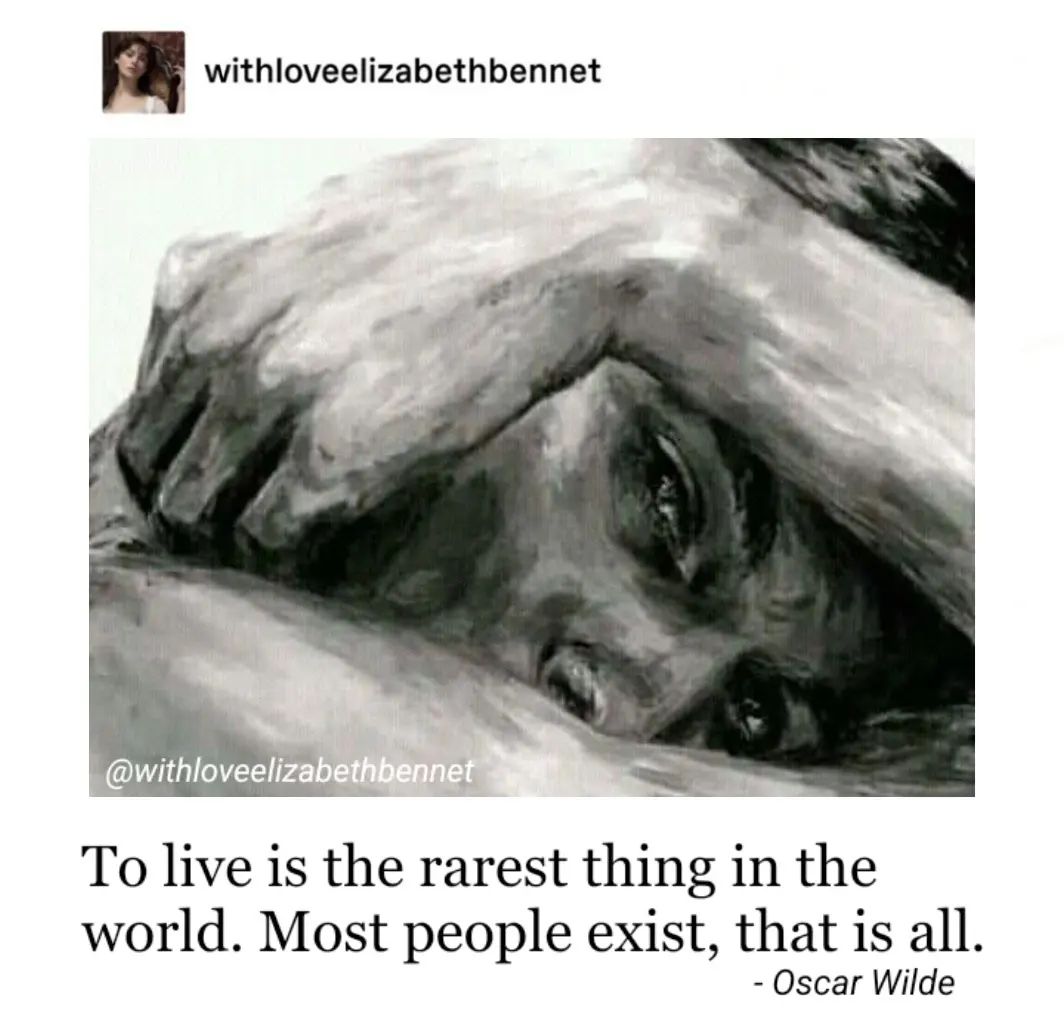 withloveelizabethbennet
@withloveelizabethbennet
To live is the rarest thing in the
world. Most people exist, that is all.
- Oscar Wilde